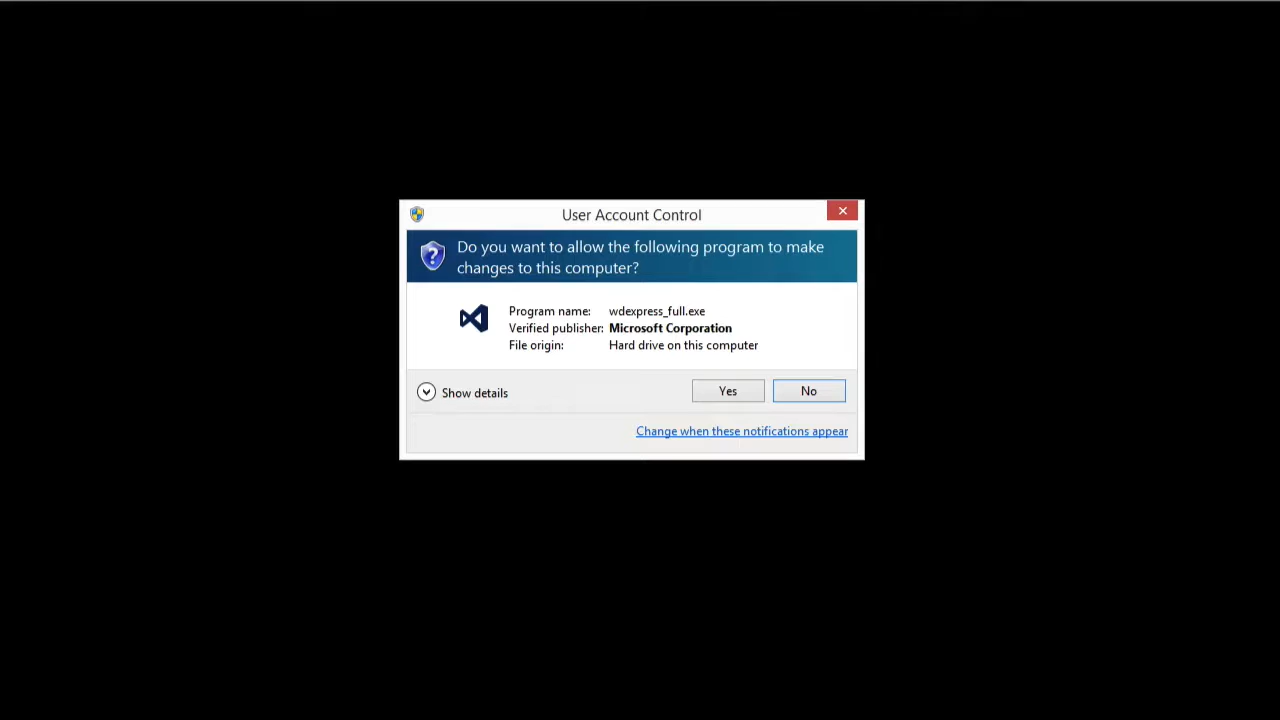 User Account Control
Do you want to allow the following program to make
changes to this computer?
Program name: wdexpress_full.exe
Verified publisher: Microsoft Corporation
File origin: Hard drive on this computer
Show details
Yes
No
Change when these notifications appear